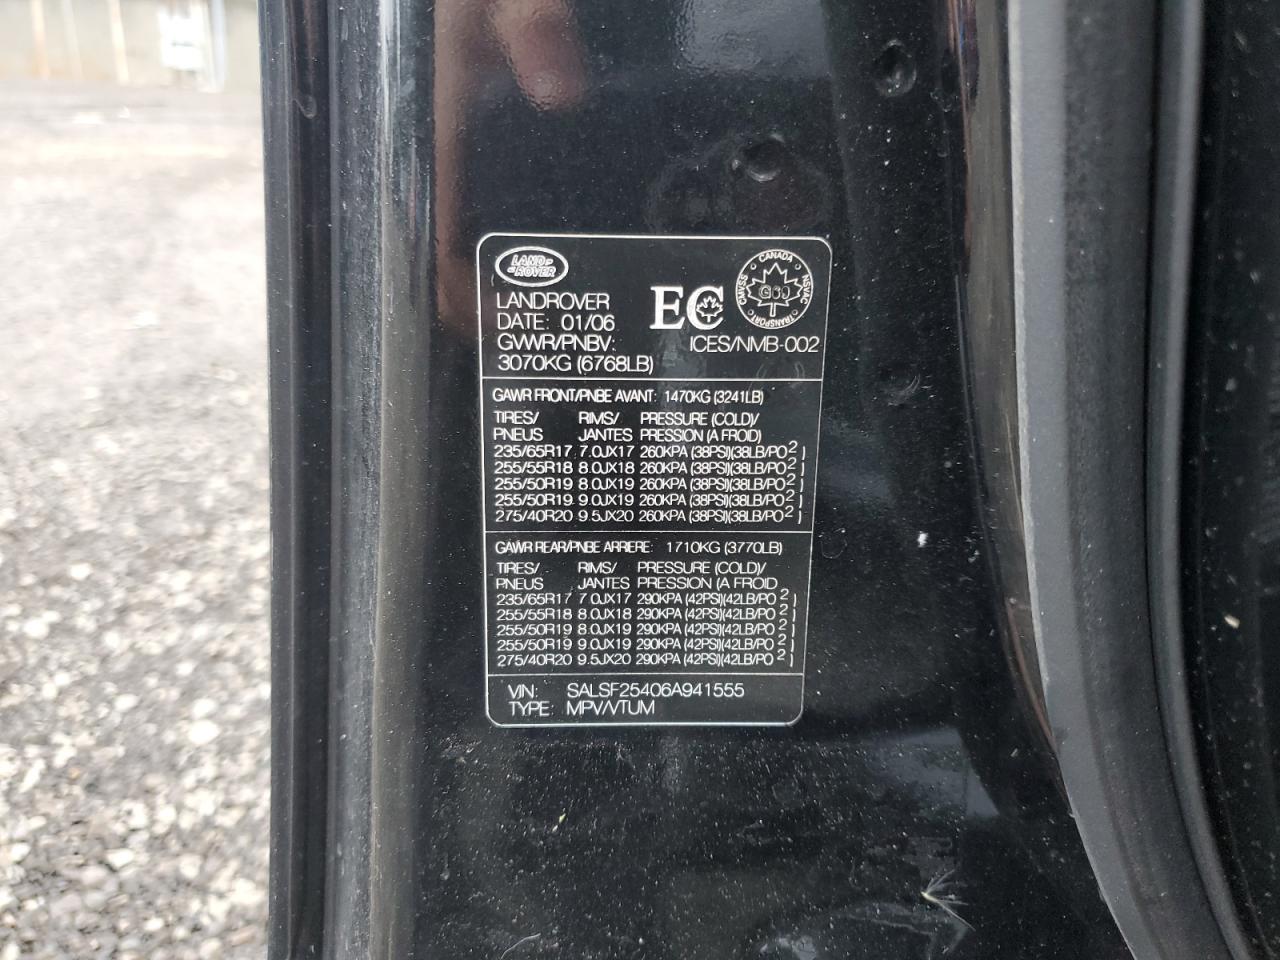 LAND-
-ROVER
LANDROVER
DATE: 01/06
GVWR/PNBV:
3070KG (6768LB)
EC
CANADA
CMVSS
NSVAC
TRANSPORT
ICES/NMB-002
GAWR FRONT/PNBE AVANT: 1470KG (3241LB)
TIRES/ RIMS/ PRESSURE (COLD)/
PNEUS JANTES PRESSION (A FROID)
235/65R17 7.0JX17 260KPA (38PSI)(38LB/PO2)
255/55R18 8.0JX18 260KPA (38PSI)(38LB/PO2)
255/50R19 8.0JX19 260KPA (38PSI)(38LB/PO2)
255/50R19 9.0JX19 260KPA (38PSI)(38LB/PO2)
275/40R20 9.5JX20 260KPA (38PSI)(38LB/PO2)
GAWR REAR/PNBE ARRIERE: 1710KG (3770LB)
TIRES/ RIMS/ PRESSURE (COLD)/
PNEUS JANTES PRESSION (A FROID
235/65R17 7.0JX17 290KPA (42PSI)(42LB/PO2)
255/55R18 8.0JX18 290KPA (42PSI)(42LB/PO2)
255/50R19 8.0JX19 290KPA (42PSI)(42LB/PO2)
255/50R19 9.0JX19 290KPA (42PSI)(42LB/PO2)
275/40R20 9.5JX20 290KPA (42PSI)(42LB/PO2)
VIN: SALSF25406A941555
TYPE: MPV/VTUM